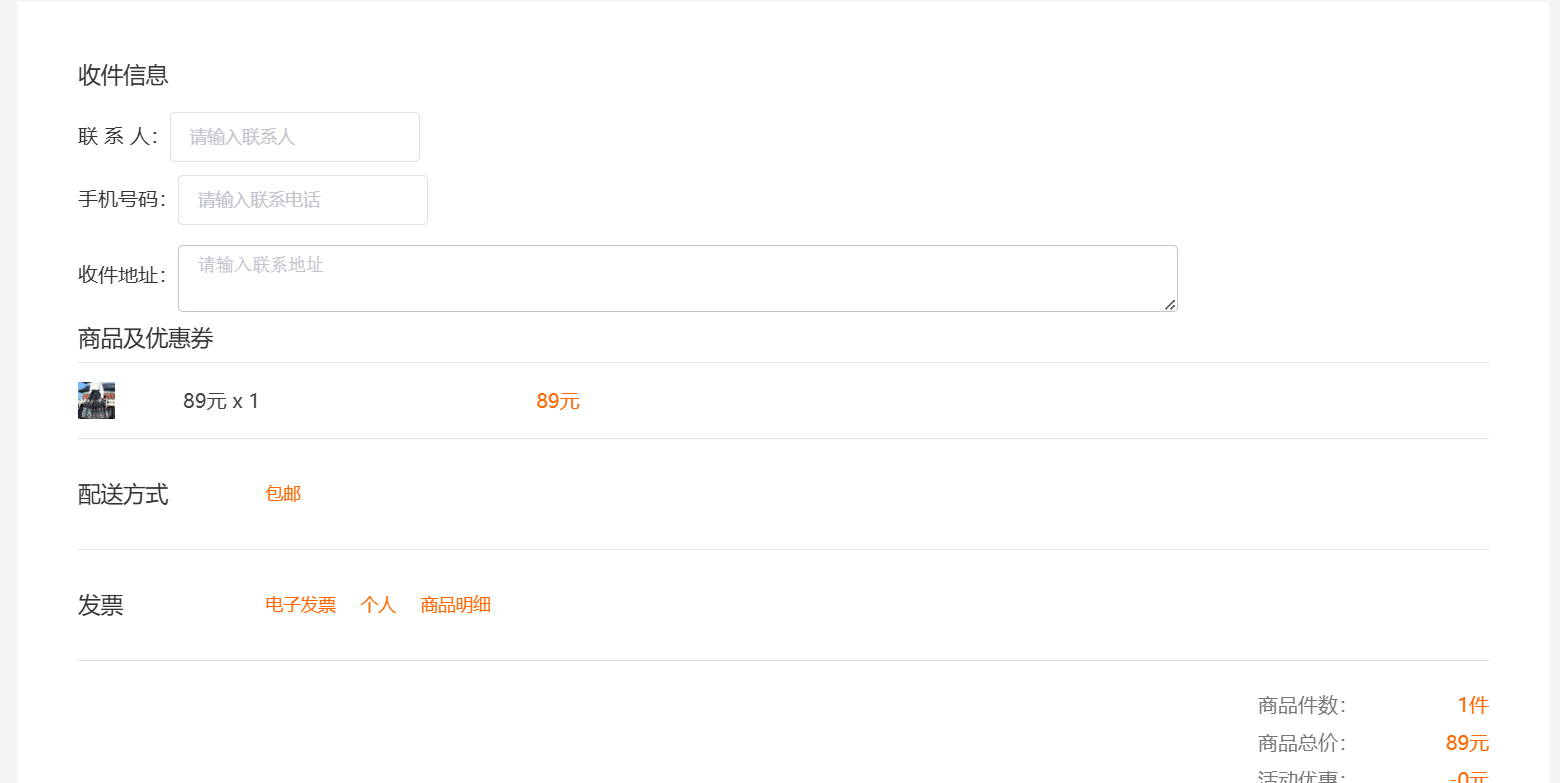 收件信息
联 系 人： 请输入联系人
手机号码： 请输入联系电话
收件地址： 请输入联系地址
商品及优惠券
89元 x 1 89元
配送方式 包邮
发票 电子发票 个人 商品明细
商品件数： 1件
商品总价： 89元
活动优惠： -0元